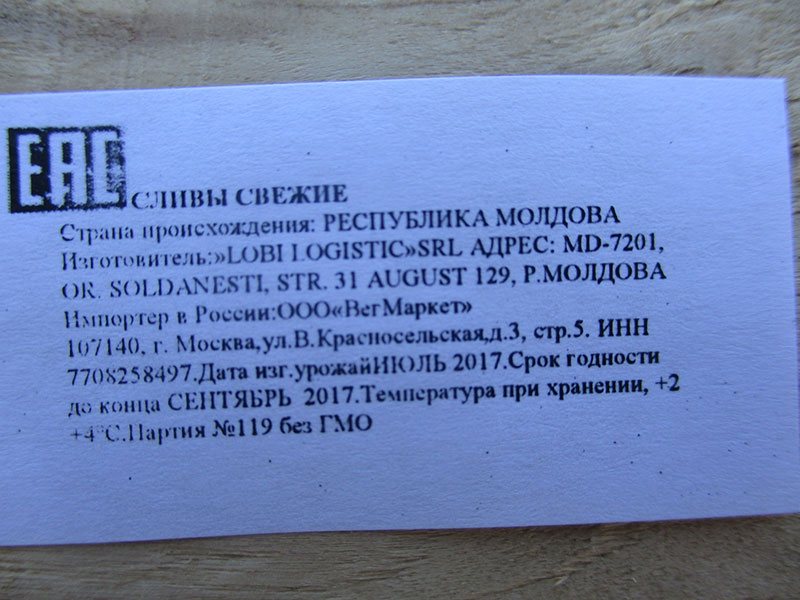 EAC
СЛИВЫ СВЕЖИЕ
Страна происхождения: РЕСПУБЛИКА МОЛДОВА
Изготовитель:»LOBI LOGISTIC»SRL АДРЕС: MD-7201,
OR. SOLDANESTI, STR. 31 AUGUST 129, Р.МОЛДОВА
Импортер в России:ООО«ВегМаркет»
107140, г. Москва,ул.В.Красносельская,д.3, стр.5. ИНН
7708258497.Дата изг.урожайИЮЛЬ 2017.Срок годности
до конца СЕНТЯБРЬ 2017.Температура при хранении, +2
+4°С.Партия №119 без ГМО